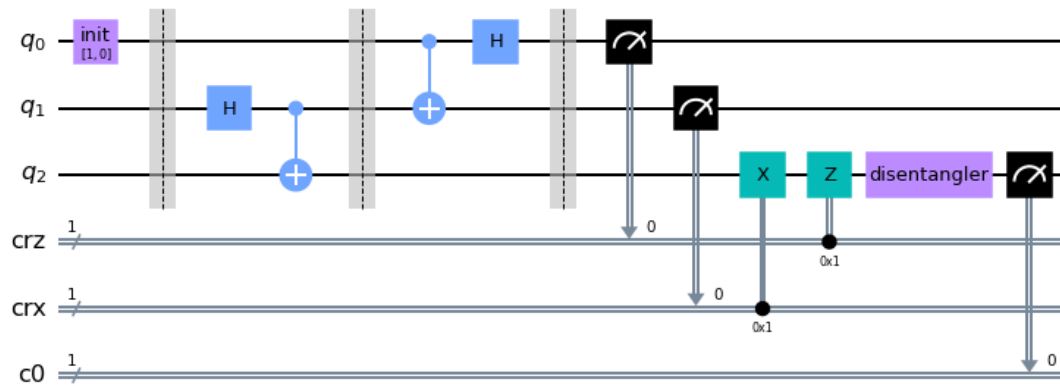 q0 init H 
[1,0]
q1 H
q2 X Z disentangler
crz 1 0
0x1
crx 1 0
0x1
c0 1 0